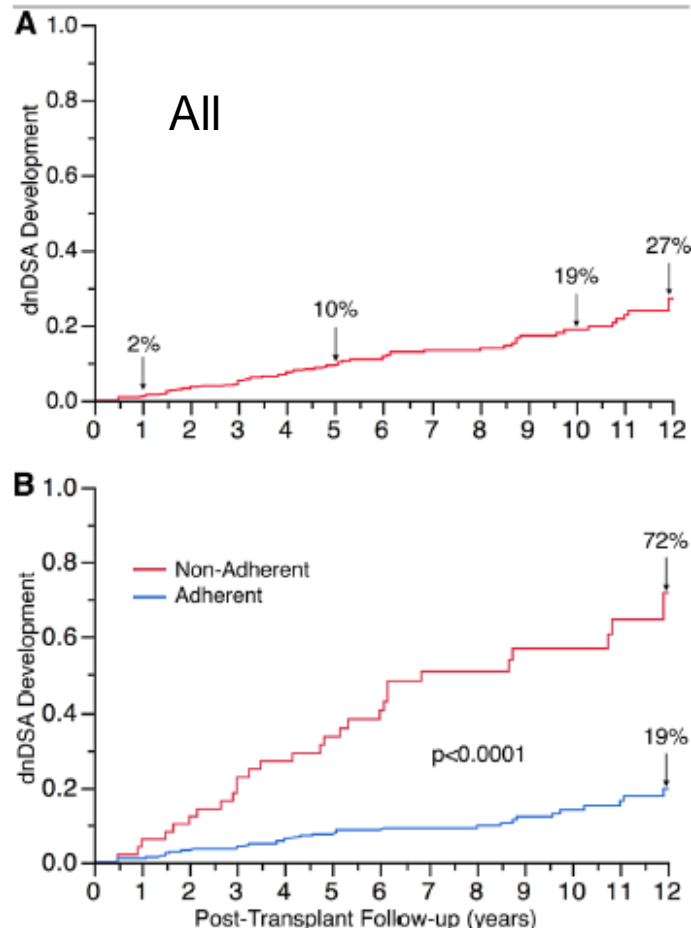 A
1.0
All
0.8
0.6
0.4
0.2
0.0
dnDSA Development
2%
10%
19%
27%
0 1 2 3 4 5 6 7 8 9 10 11 12
B
1.0
0.8
0.6
0.4
0.2
0.0
dnDSA Development
Non-Adherent
Adherent
72%
p<0.0001
19%
0 1 2 3 4 5 6 7 8 9 10 11 12
Post-Transplant Follow-up (years)